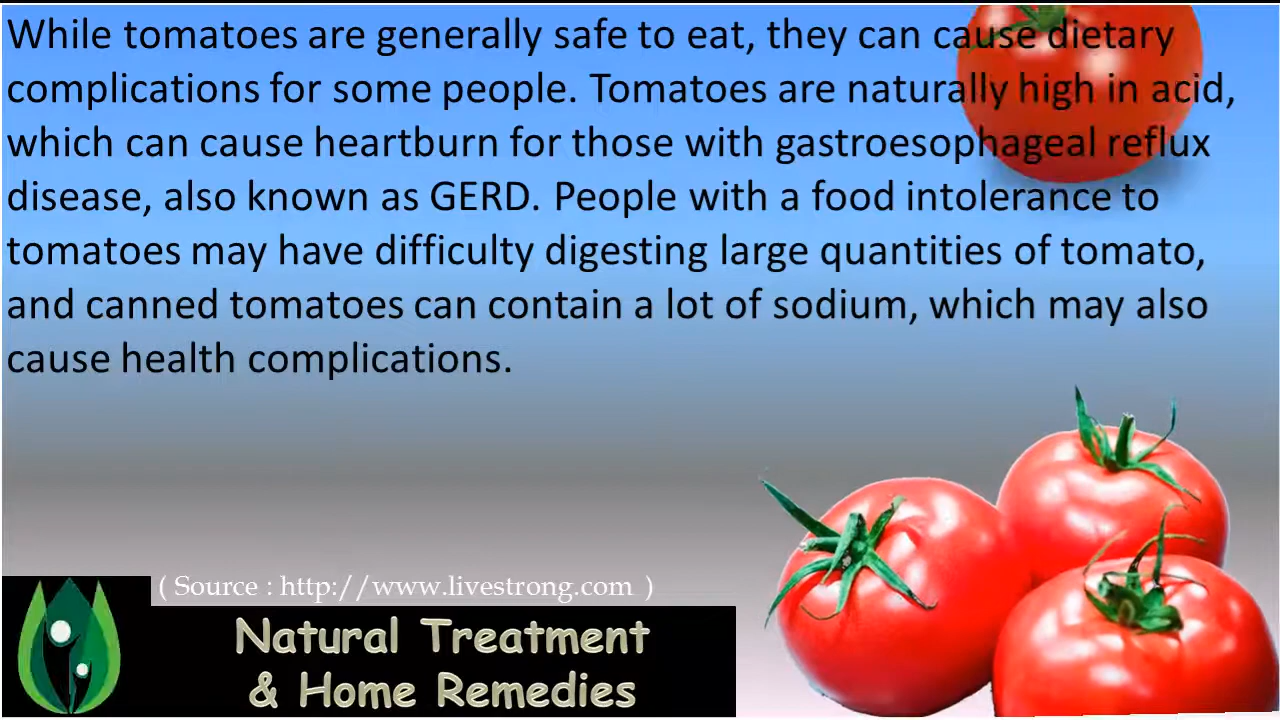 While tomatoes are generally safe to eat, they can cause dietary
complications for some people. Tomatoes are naturally high in acid,
which can cause heartburn for those with gastroesophageal reflux
disease, also known as GERD. People with a food intolerance to
tomatoes may have difficulty digesting large quantities of tomato,
and canned tomatoes can contain a lot of sodium, which may also
cause health complications.
( Source : http://www.livestrong.com )
Natural Treatment
& Home Remedies